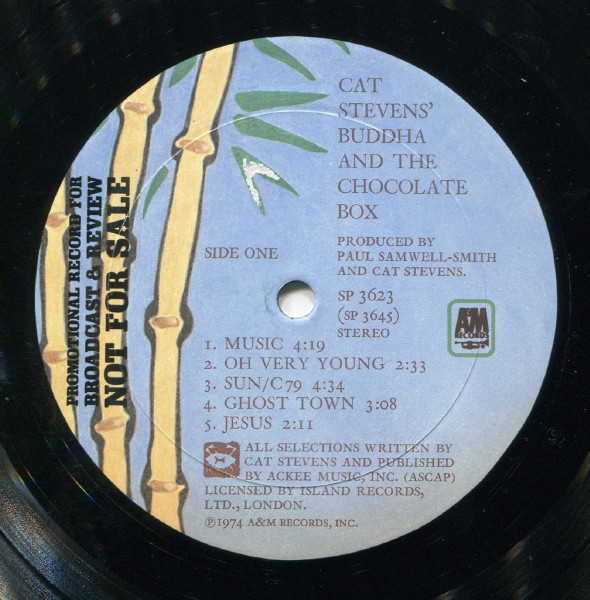 CAT
STEVENS'
BUDDHA
AND THE
CHOCOLATE
BOX
PROMOTIONAL RECORD FOR
BROADCAST & REVIEW
NOT FOR SALE
SIDE ONE
PRODUCED BY
PAUL SAMWELL-SMITH
AND CAT STEVENS.
SP 3623
(SP 3645)
STEREO
A&M
RECORDS
1. MUSIC 4:19
2. OH VERY YOUNG 2:33
3. SUN/C79 4:34
4. GHOST TOWN 3:08
5. JESUS 2:11
ALL SELECTIONS WRITTEN BY
CAT STEVENS AND PUBLISHED
BY ACKEE MUSIC, INC. (ASCAP)
LICENSED BY ISLAND RECORDS,
LTD., LONDON.
℗1974 A&M RECORDS, INC.